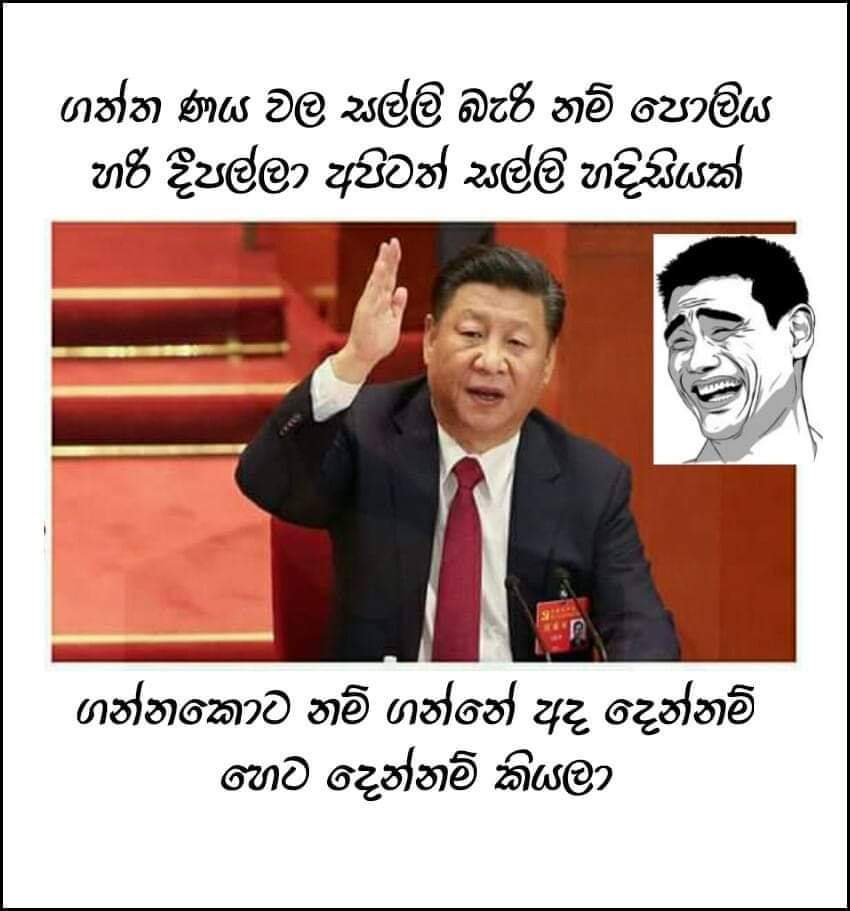 ගත්ත ණය වල සල්ලි බැරි නම් පොලිය
හරි දීපල්ලා අපිටත් සල්ලි හදිසියක්
ගන්නකොට නම් ගන්නේ අද දෙන්නම්
හෙට දෙන්නම් කියලා